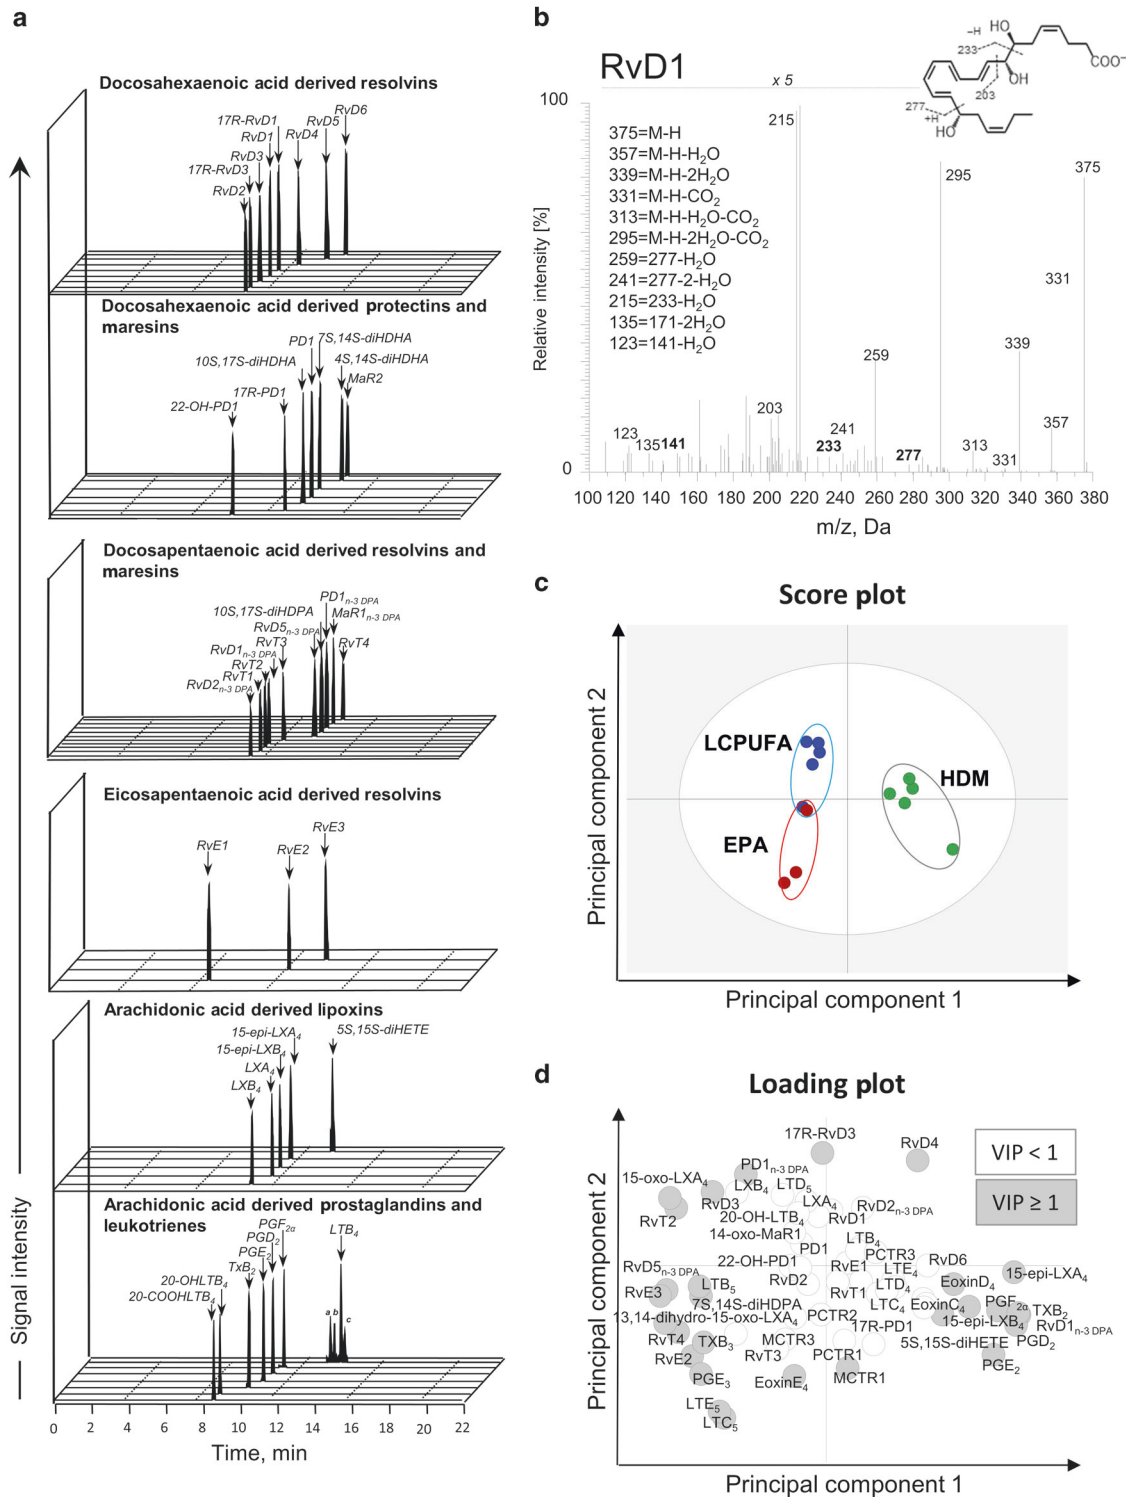 a
Docosahexaenoic acid derived resolvins
RvD6
RvD5
17R-RvD1
RvD4
RvD1
RvD3
17R-RvD3
RvD2
Docosahexaenoic acid derived protectins and
maresins
7S,14S-diHDHA
PD1
10S,17S-diHDHA
4S,14S-diHDHA
MaR2
17R-PD1
22-OH-PD1
Docosapentaenoic acid derived resolvins and
maresins
PD1n-3 DPA
10S,17S-diHDPA
MaR1n-3 DPA
RvD5n-3 DPA
RvT3
RvT4
RvD1n-3 DPA
RvT2
RvT1
RvD2n-3 DPA
Eicosapentaenoic acid derived resolvins
RvE3
RvE1
RvE2
Arachidonic acid derived lipoxins
15-epi-LXA4
5S,15S-diHETE
15-epi-LXB4
LXA4
LXB4
Arachidonic acid derived prostaglandins and
leukotrienes
PGF2α
LTB4
PGD2
PGE2
TxB2
20-OHLTB4
20-COOHLTB4
a b
c
Signal intensity
0 2 4 6 8 10 12 14 16 18 20 22
Time, min
b
RvD1
x 5
HO
–H
233
COO–
OH
203
277
+H
HO
100
0
Relative intensity [%]
375=M-H
357=M-H-H2O
339=M-H-2H2O
331=M-H-CO2
313=M-H-H2O-CO2
295=M-H-2H2O-CO2
259=277-H2O
241=277-2-H2O
215=233-H2O
135=171-2H2O
123=141-H2O
215
295
375
331
339
259
203
357
241
123
135
141
233
277
313
331
100 120 140 160 180 200 220 240 260 280 300 320 340 360 380
m/z, Da
c
Score plot
Principal component 2
LCPUFA
HDM
EPA
Principal component 1
d
Loading plot
Principal component 2
VIP < 1
VIP ≥ 1
17R-RvD3
RvD4
PD1n-3 DPA
15-oxo-LXA4
LXB4
LTD5
RvD3
LXA4
RvD2n-3 DPA
RvT2
20-OH-LTB4
RvD1
14-oxo-MaR1
LTB4
PD1
PCTR3
RvD6
RvD5n-3 DPA
22-OH-PD1
RvE1
LTE4
15-epi-LXA4
RvE3
LTB5
RvD2
LTD4
EoxinD4
7S,14S-diHDPA
RvT1
LTC4
EoxinC4
PGF2α
TXB2
13,14-dihydro-15-oxo-LXA4
PCTR2
17R-PD1
15-epi-LXB4
RvD1n-3 DPA
RvT4
TXB3
MCTR3
5S,15S-diHETE
PGD2
RvE2
RvT3
PCTR1
PGE2
PGE3
EoxinE4
MCTR1
LTE5
LTC5
Principal component 1